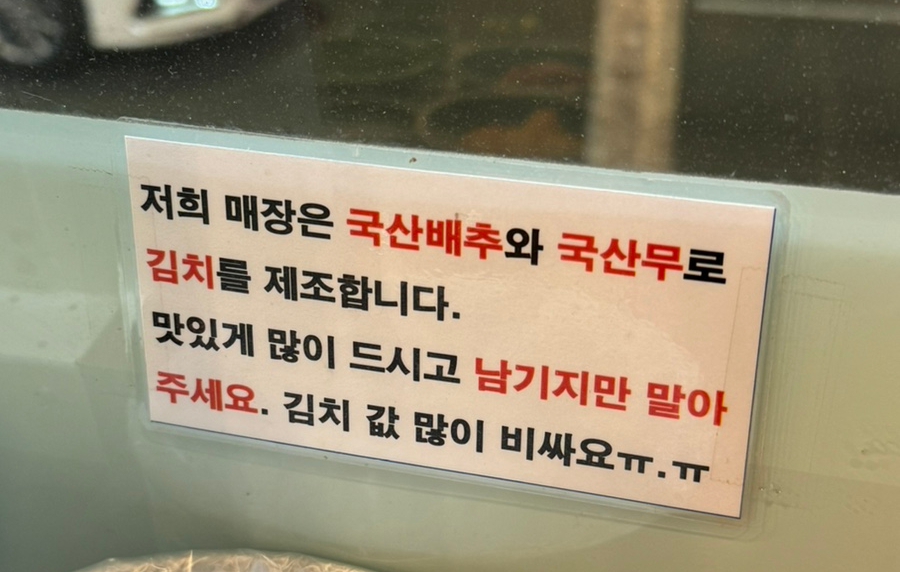 저희 매장은 국산배추와 국산무로
김치를 제조합니다.
맛있게 많이 드시고 남기지만 말아
주세요. 김치 값 많이 비싸요ㅠ.ㅠ